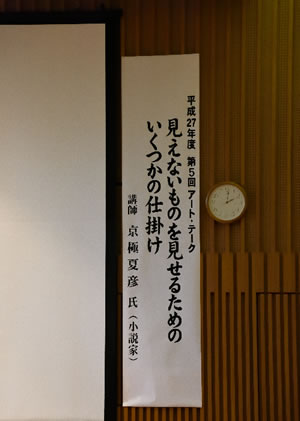 平成27年度 第5回アート・テーク
見えないものを見せるための
いくつかの仕掛け
講師 京極夏彦 氏（小説家）